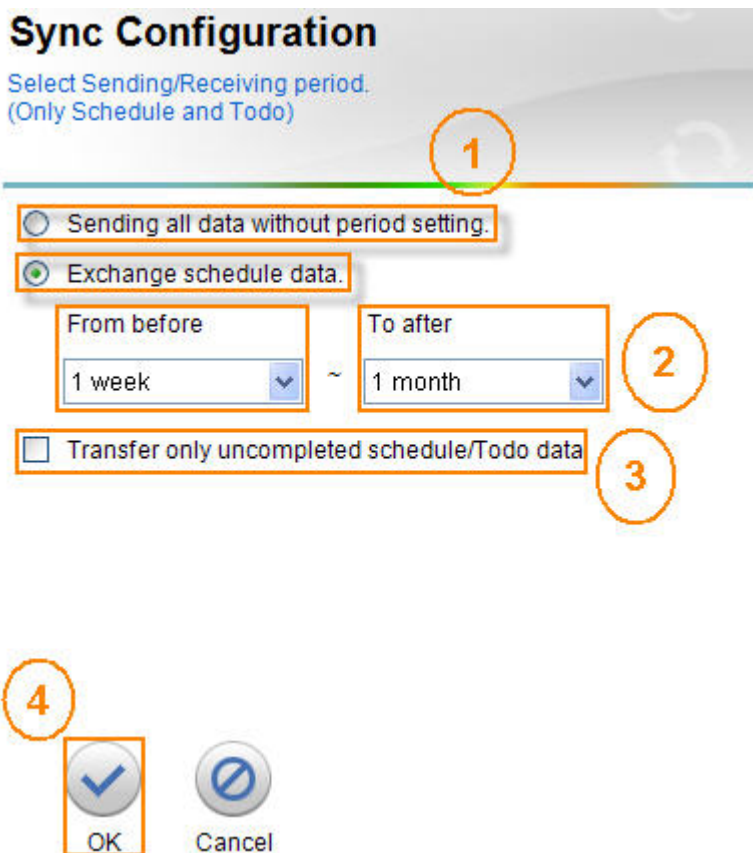 Sync Configuration
Select Sending/Receiving period.
(Only Schedule and Todo)
1
Sending all data without period setting.
Exchange schedule data.
From before
To after
1 week
~
1 month
2
Transfer only uncompleted schedule/Todo data
3
4
OK
Cancel